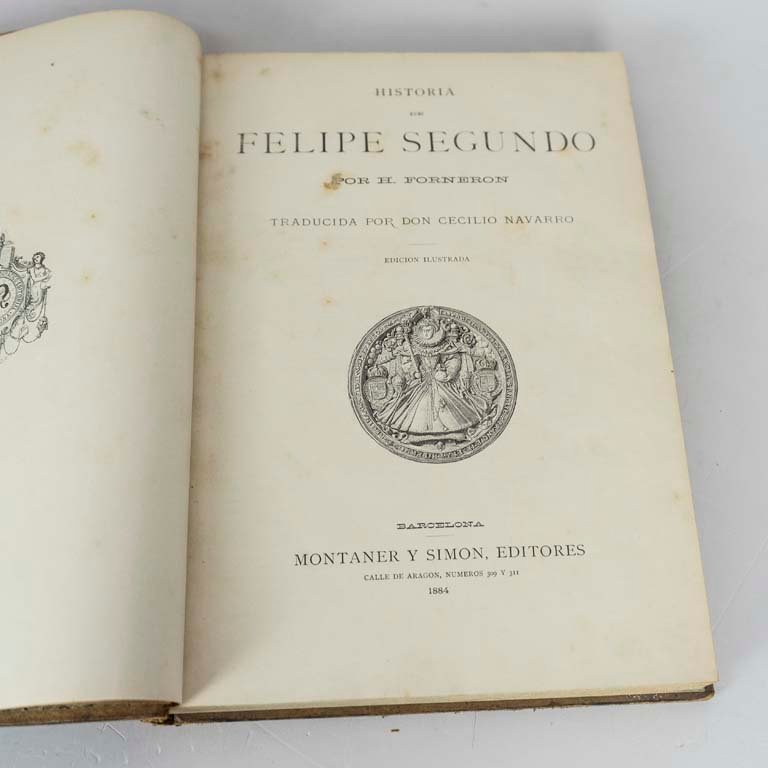 HISTORIA
DE
FELIPE SEGUNDO
POR H. FORNERON
TRADUCIDA POR DON CECILIO NAVARRO
EDICION ILUSTRADA
BARCELONA
MONTANER Y SIMON, EDITORES
CALLE DE ARAGON, NUMEROS 309 Y 311
1884